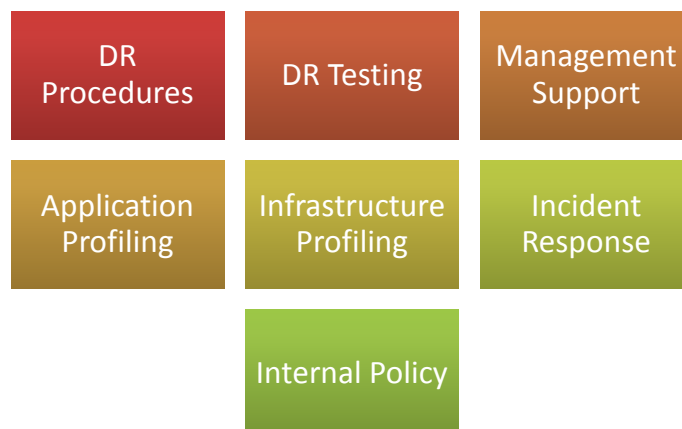 DR
Procedures
DR Testing
Management
Support
Application
Profiling
Infrastructure
Profiling
Incident
Response
Internal Policy